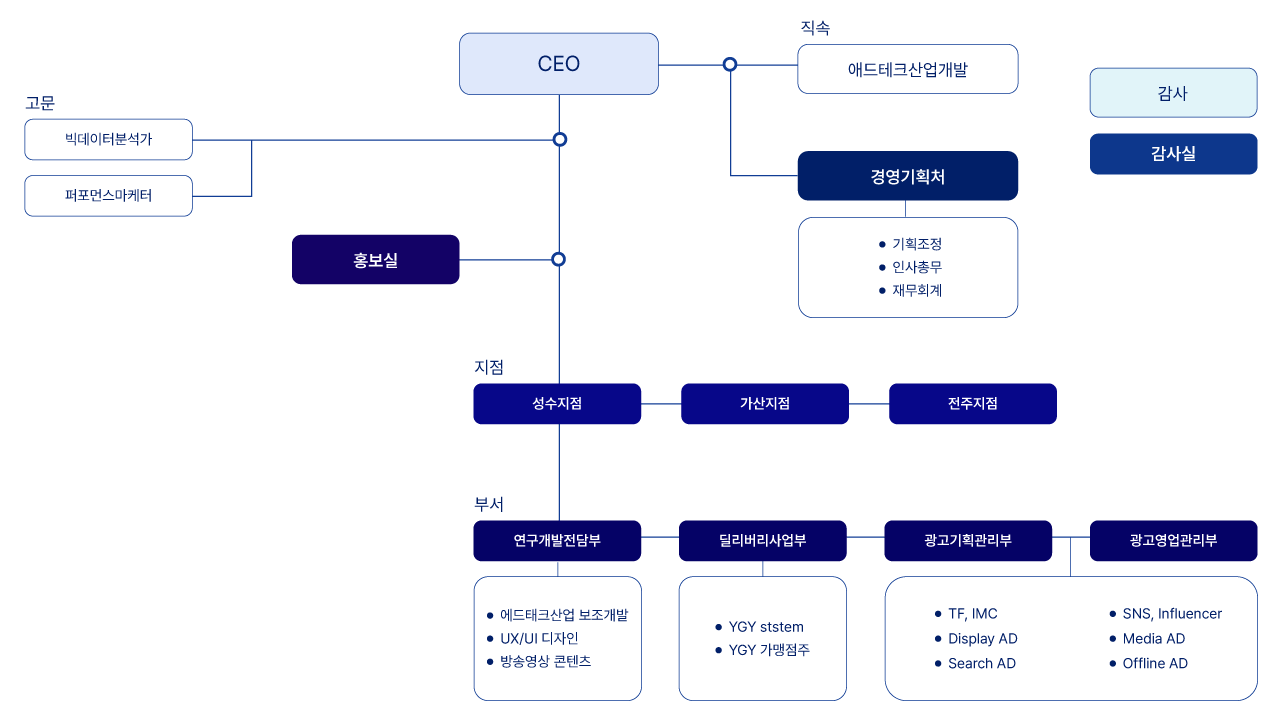 직속
CEO
애드테크산업개발
감사
고문
빅데이터분석가
감사실
경영기획처
퍼포먼스마케터
홍보실
기획조정
인사총무
재무회계
지점
성수지점
가산지점
전주지점
부서
연구개발전담부
딜리버리사업부
광고기획관리부
광고영업관리부
에드태크산업 보조개발
UX/UI 디자인
방송영상 콘텐츠
YGY ststem
YGY 가맹점주
TF, IMC
Display AD
Search AD
SNS, Influencer
Media AD
Offline AD